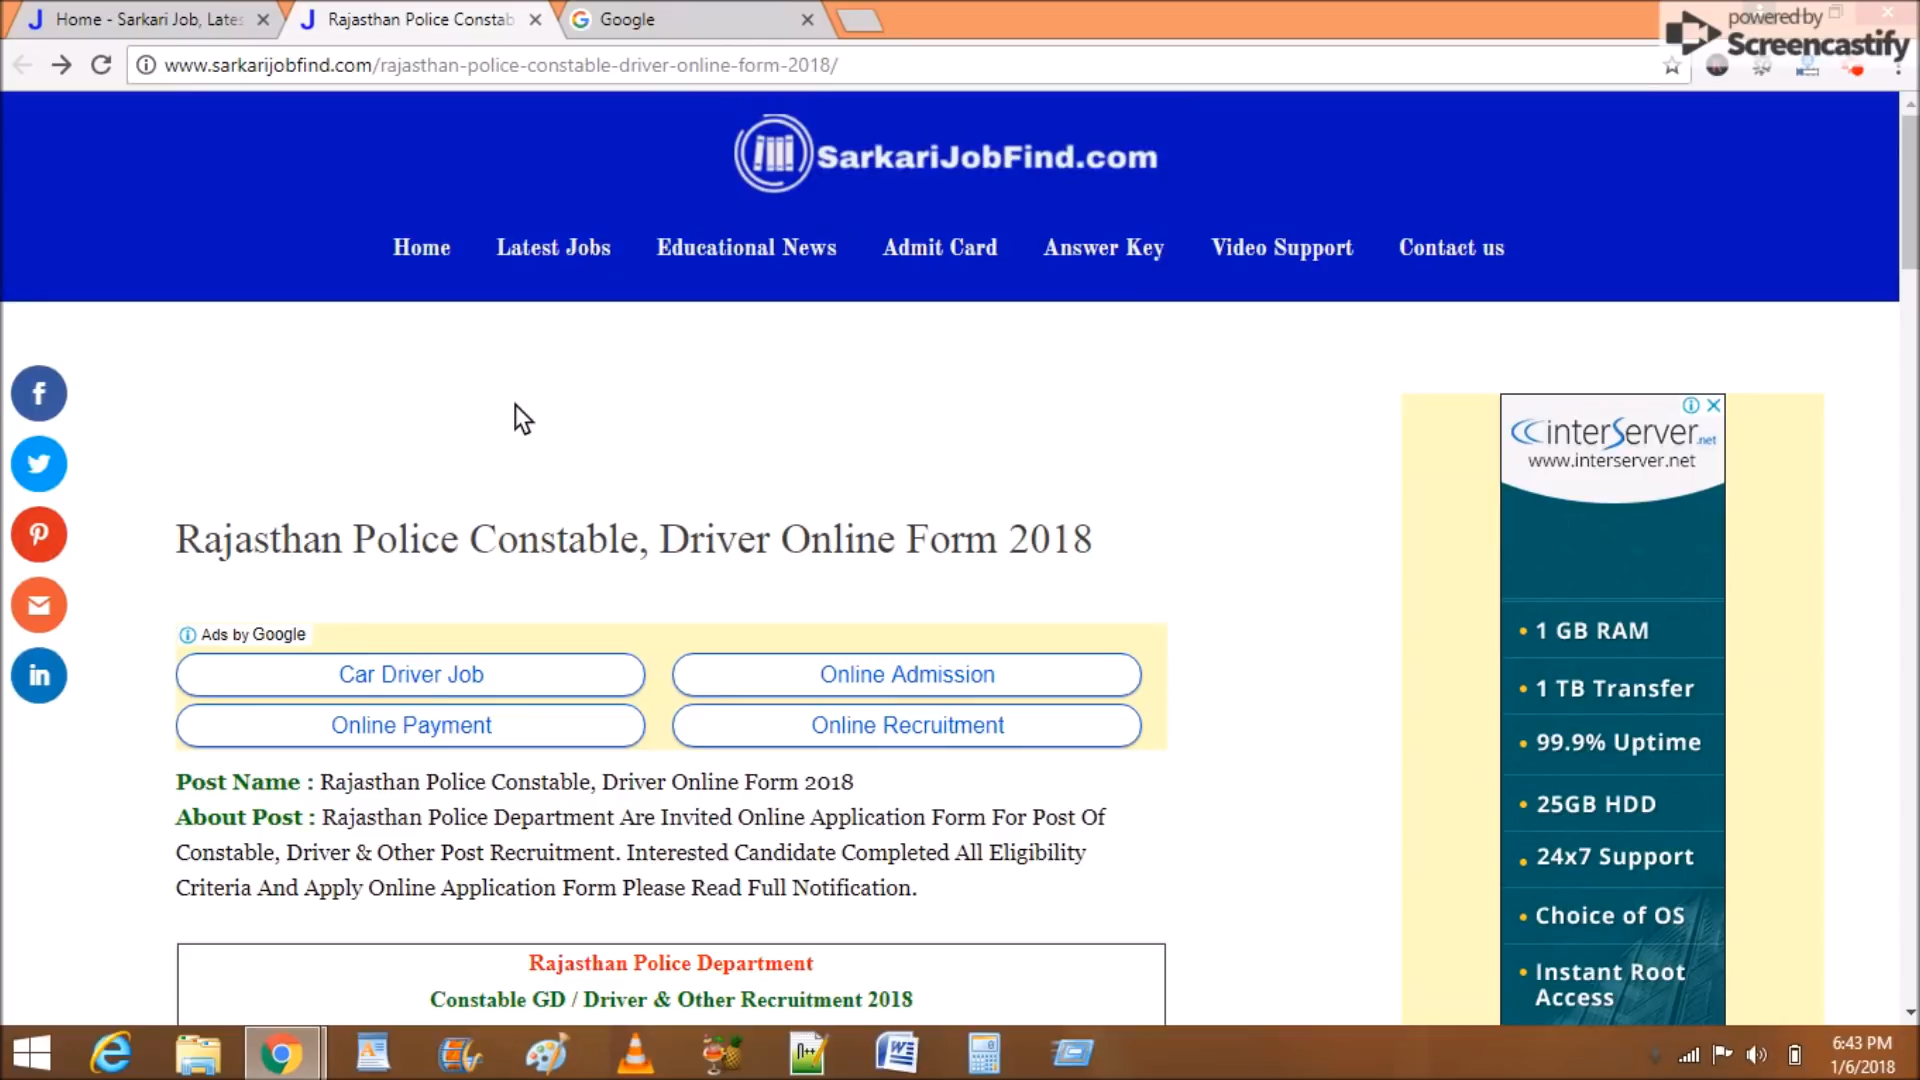 Home - Sarkari Job, Lates
Rajasthan Police Constab
Google
powered by
Screencastify
www.sarkarijobfind.com/rajasthan-police-constable-driver-online-form-2018/
SarkariJobFind.com
Home
Latest Jobs
Educational News
Admit Card
Answer Key
Video Support
Contact us
interServer.net
www.interserver.net
Rajasthan Police Constable, Driver Online Form 2018
Ads by Google
Car Driver Job
Online Admission
Online Payment
Online Recruitment
Post Name : Rajasthan Police Constable, Driver Online Form 2018
About Post : Rajasthan Police Department Are Invited Online Application Form For Post Of
Constable, Driver & Other Post Recruitment. Interested Candidate Completed All Eligibility
Criteria And Apply Online Application Form Please Read Full Notification.
Rajasthan Police Department
Constable GD / Driver & Other Recruitment 2018
• 1 GB RAM
• 1 TB Transfer
• 99.9% Uptime
• 25GB HDD
• 24x7 Support
• Choice of OS
• Instant Root
Access
6:43 PM
1/6/2018